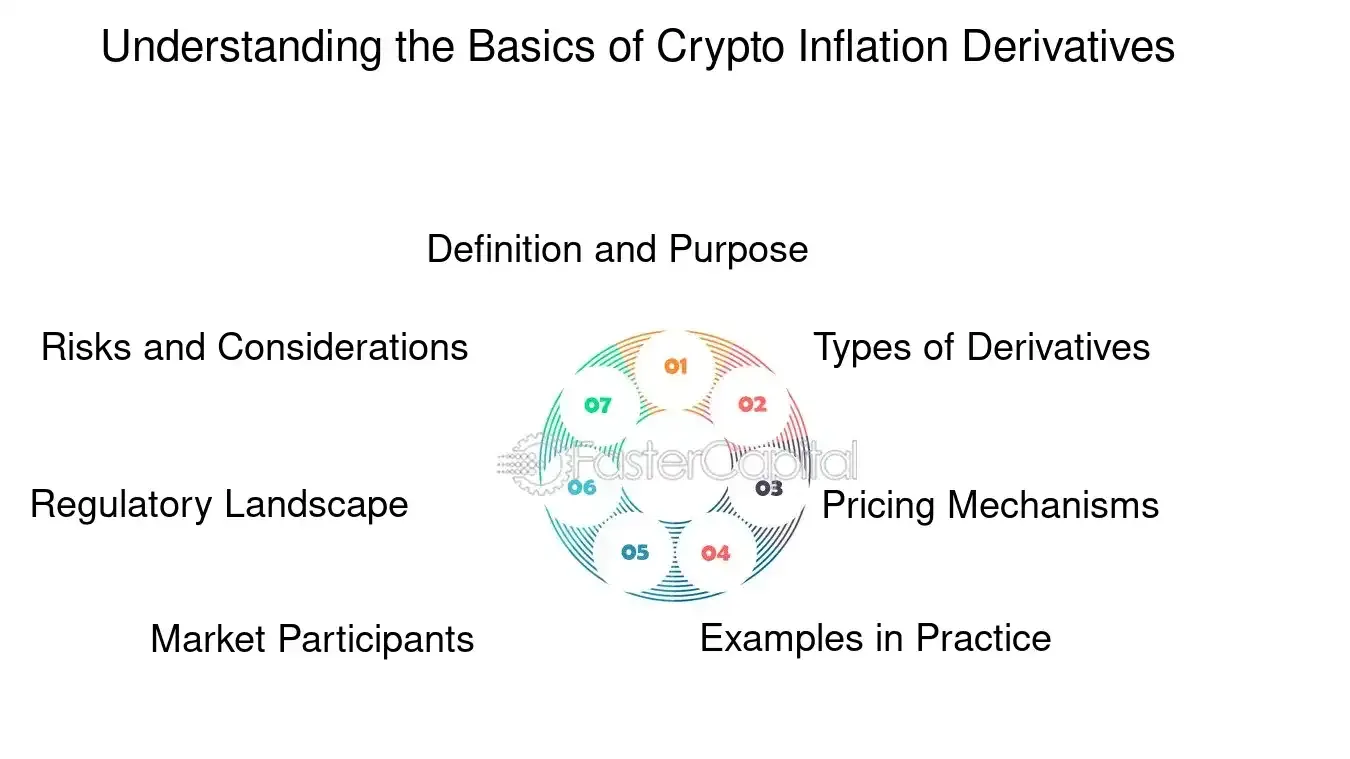 Understanding the Basics of Crypto Inflation Derivatives
Definition and Purpose
Risks and Considerations
Types of Derivatives
01
07
02
FasterCapital
06
03
Regulatory Landscape
Pricing Mechanisms
05
04
Market Participants
Examples in Practice